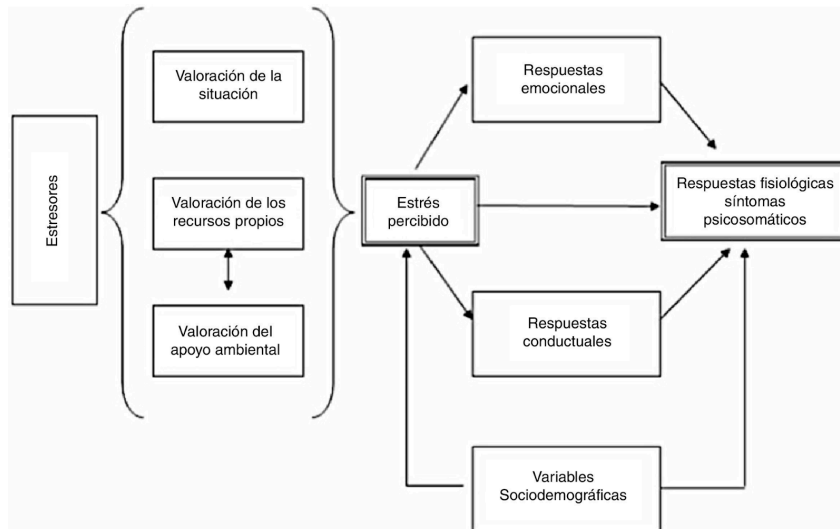 Estresores
Valoración de la
situación
Valoración de los
recursos propios
Valoración del
apoyo ambiental
Estrés
percibido
Respuestas
emocionales
Respuestas
conductuales
Variables
Sociodemográficas
Respuestas fisiológicas
síntomas
psicosomáticos